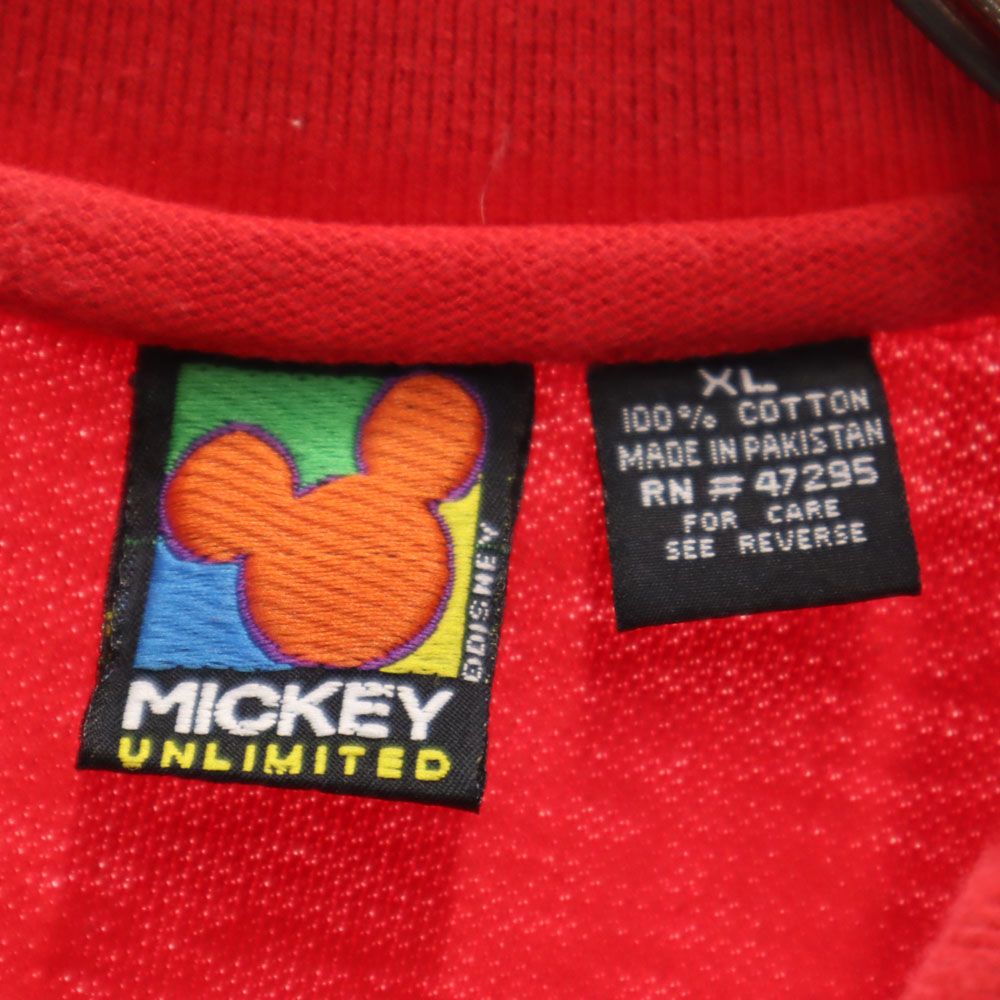 ©DISNEY
MICKEY
UNLIMITED
XL
100% COTTON
MADE IN PAKISTAN
RN # 47295
FOR CARE
SEE REVERSE